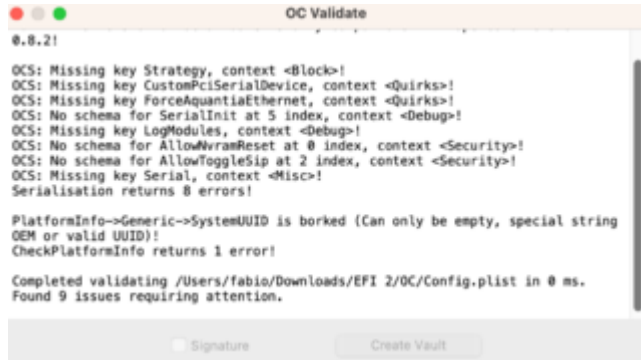 OC Validate
0.8.2!
OCS: Missing key Strategy, context <Block>!
OCS: Missing key CustomPciSerialDevice, context <Quirks>!
OCS: Missing key ForceAquantiaEthernet, context <Quirks>!
OCS: No schema for SerialInit at 5 index, context <Debug>!
OCS: Missing key LogModules, context <Debug>!
OCS: No schema for AllowNvramReset at 0 index, context <Security>!
OCS: No schema for AllowToggleSip at 2 index, context <Security>!
OCS: Missing key Serial, context <Misc>!
Serialisation returns 8 errors!
PlatformInfo->Generic->SystemUUID is borked (Can only be empty, special string
OEM or valid UUID)!
CheckPlatformInfo returns 1 error!
Completed validating /Users/fabio/Downloads/EFI 2/OC/Config.plist in 0 ms.
Found 9 issues requiring attention.
Signature Create Vault